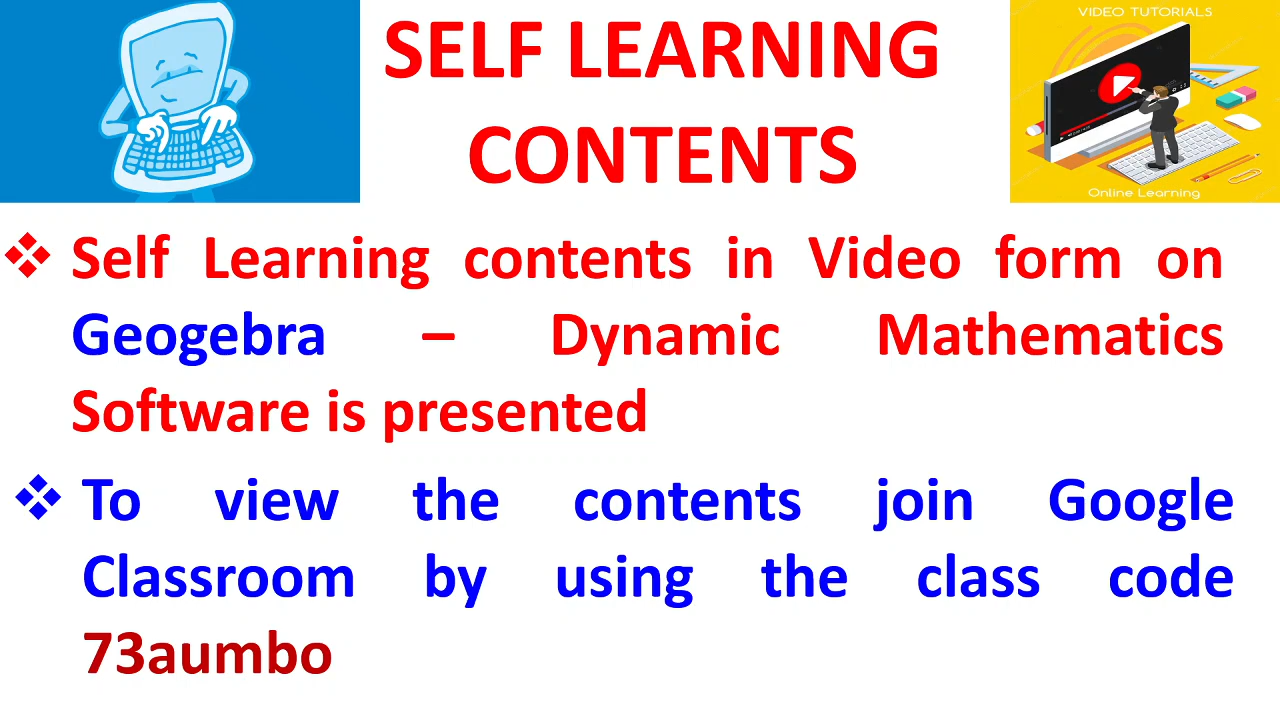 SELF LEARNING
CONTENTS
VIDEO TUTORIALS
Online Learning
❖ Self Learning contents in Video form on
Geogebra – Dynamic Mathematics
Software is presented
❖ To view the contents join Google
Classroom by using the class code
73aumbo